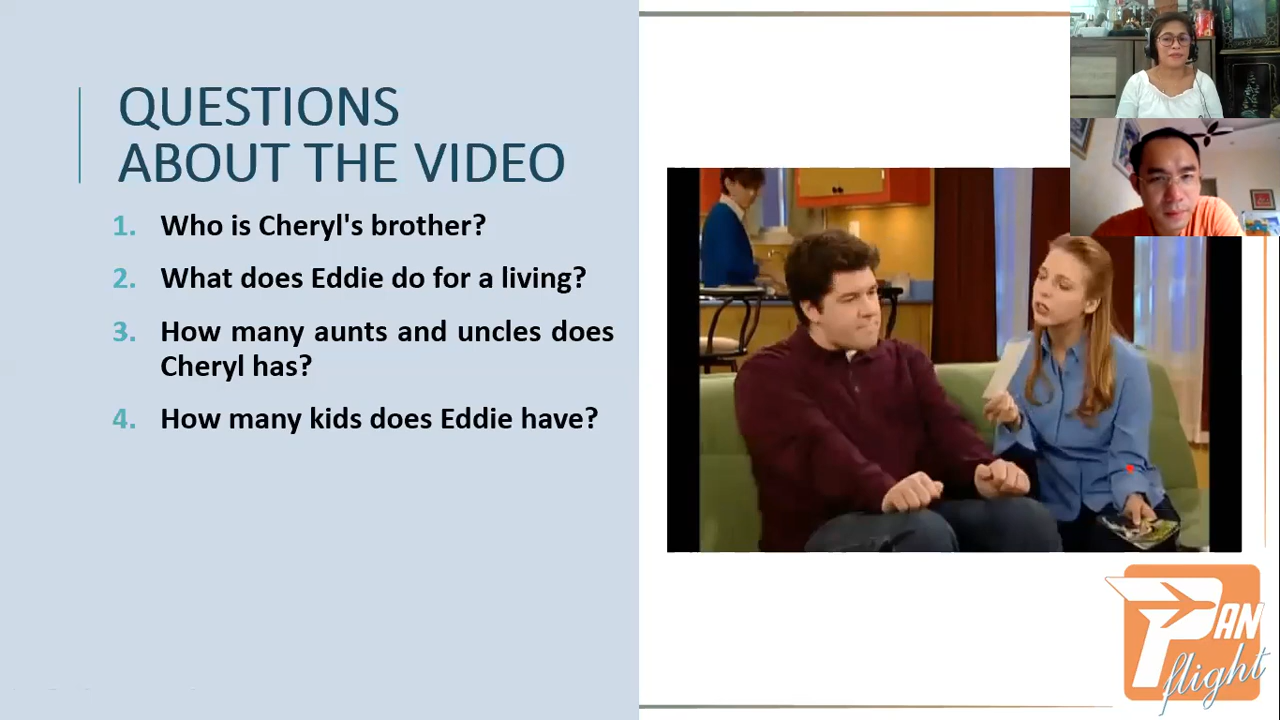 QUESTIONS
ABOUT THE VIDEO
1. Who is Cheryl's brother?
2. What does Eddie do for a living?
3. How many aunts and uncles does
Cheryl has?
4. How many kids does Eddie have?
PAN
flight